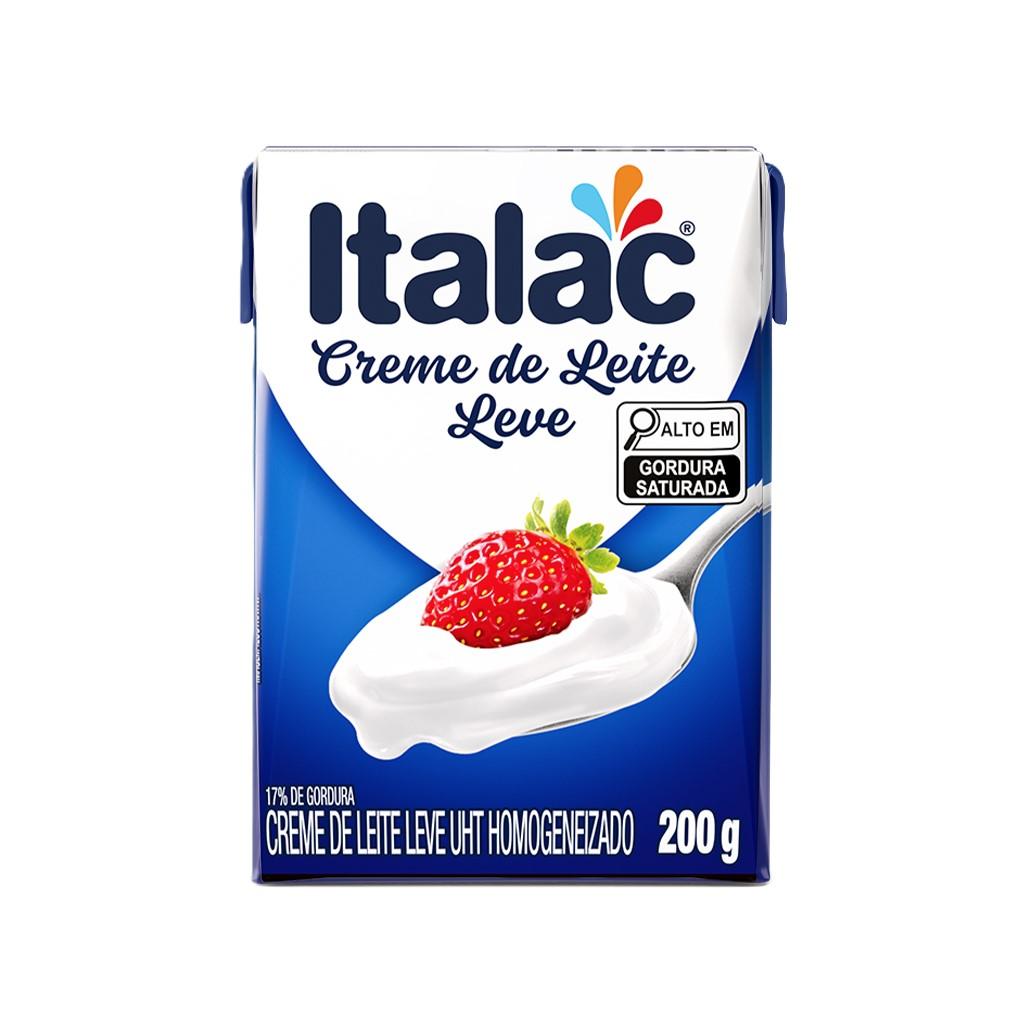 Italac®
Creme de Leite
Leve
ALTO EM
GORDURA
SATURADA
17% DE GORDURA
CREME DE LEITE LEVE UHT HOMOGENEIZADO 200 g